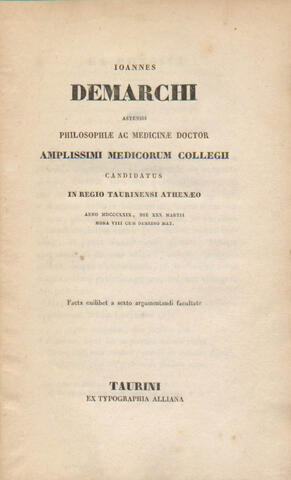 IOANNES
DEMARCHI
ASTENSIS
PHILOSOPHIÆ AC MEDICINÆ DOCTOR
AMPLISSIMI MEDICORUM COLLEGII
CANDIDATUS
IN REGIO TAURINENSI ATHENÆO
ANNO MDCCCXXIX, DIE XXX MARTII
HORA VIII CUM DIMIDIO MAT.
Facta cuilibet a sexto argumentandi facultate
TAURINI
EX TYPOGRAPHIA ALLIANA